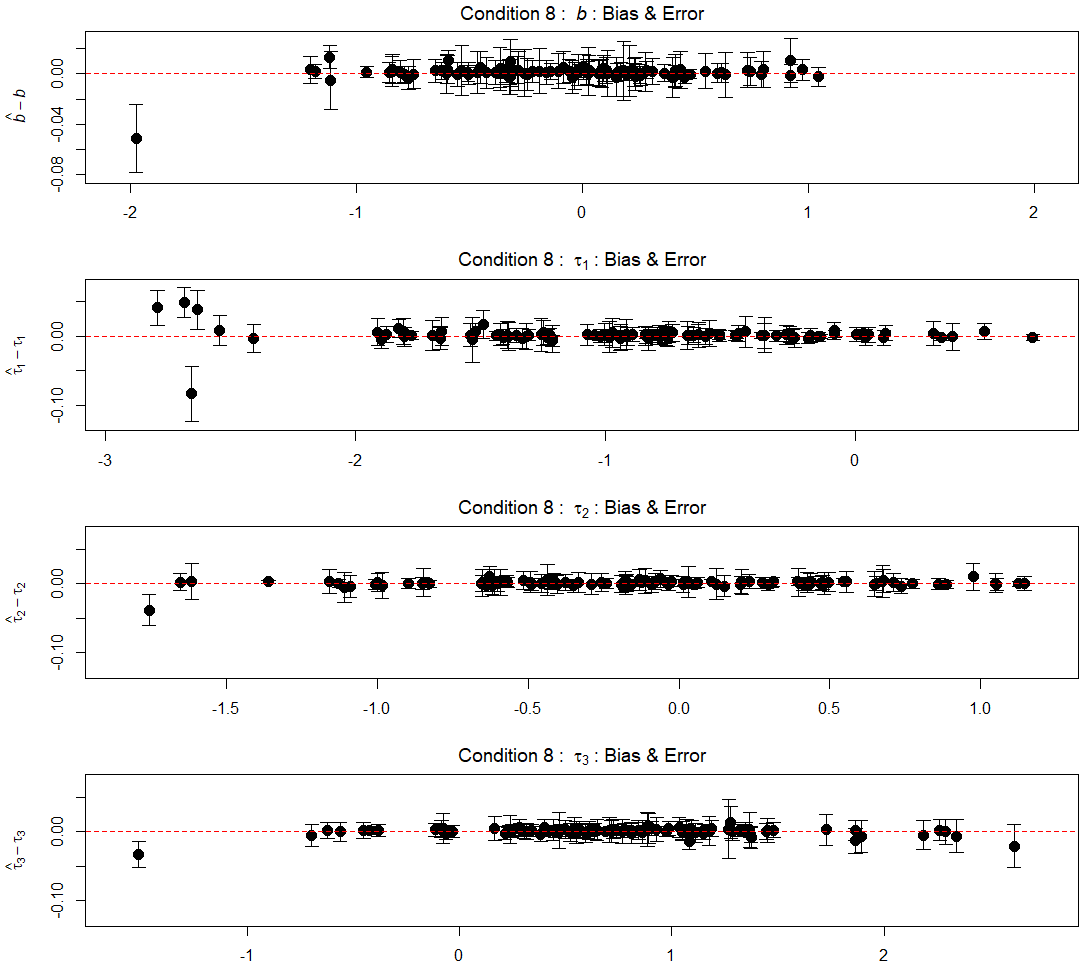 Condition 8 : b : Bias & Error
b̂ − b
0.00
-0.04
-0.08
-2 -1 0 1 2
Condition 8 : τ1 : Bias & Error
τ̂1 − τ1
0.00
-0.10
-3 -2 -1 0
Condition 8 : τ2 : Bias & Error
τ̂2 − τ2
0.00
-0.10
-1.5 -1.0 -0.5 0.0 0.5 1.0
Condition 8 : τ3 : Bias & Error
τ̂3 − τ3
0.00
-0.10
-1 0 1 2